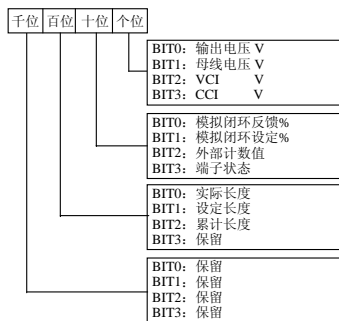 千位 百位 十位 个位
BIT0：输出电压 V
BIT1：母线电压 V
BIT2：VCI V
BIT3：CCI V
BIT0：模拟闭环反馈%
BIT1：模拟闭环设定%
BIT2：外部计数值
BIT3：端子状态
BIT0：实际长度
BIT1：设定长度
BIT2：累计长度
BIT3：保留
BIT0：保留
BIT1：保留
BIT2：保留
BIT3：保留